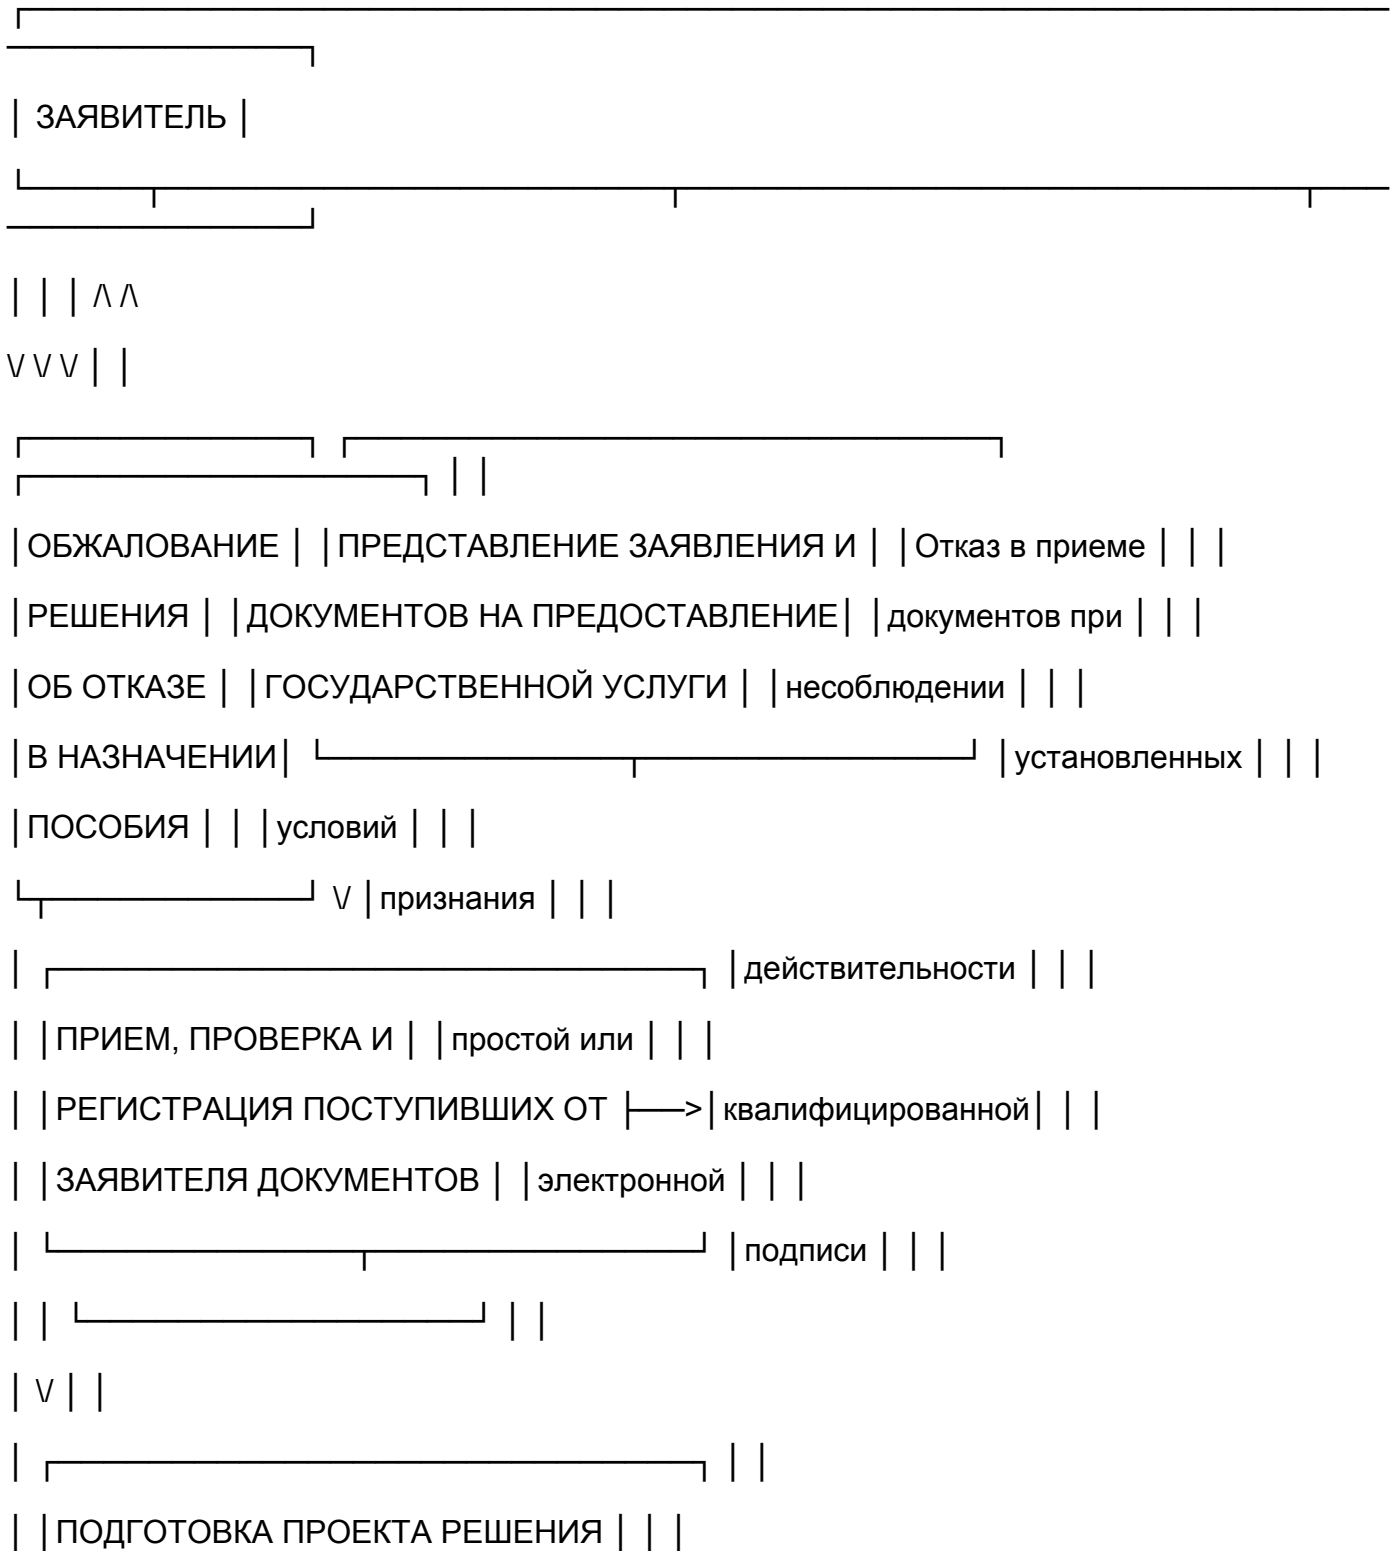 ┌─────────────────────────────────────────────────────────────
─────────────┐
│ ЗАЯВИТЕЛЬ │
└─────┬───────────────────────┬────────────────────────────┬───
─────────────┘
│ │ │ /\ /\
\/ \/ \/ │ │
┌─────────────┐ ┌─────────────────────────────┐
┌──────────────────┐ │ │
│ОБЖАЛОВАНИЕ │ │ПРЕДСТАВЛЕНИЕ ЗАЯВЛЕНИЯ И │ │Отказ в приеме │ │ │
│РЕШЕНИЯ │ │ДОКУМЕНТОВ НА ПРЕДОСТАВЛЕНИЕ│ │документов при │ │ │
│ОБ ОТКАЗЕ │ │ГОСУДАРСТВЕННОЙ УСЛУГИ │ │несоблюдении │ │ │
│В НАЗНАЧЕНИИ│ └──────────────┬──────────────┘ │установленных │ │ │
│ПОСОБИЯ │ │ │условий │ │ │
└┬────────────┘ \/ │признания │ │ │
│ ┌─────────────────────────────┐ │действительности │ │ │
│ │ПРИЕМ, ПРОВЕРКА И │ │простой или │ │ │
│ │РЕГИСТРАЦИЯ ПОСТУПИВШИХ ОТ ├──>│квалифицированной│ │ │
│ │ЗАЯВИТЕЛЯ ДОКУМЕНТОВ │ │электронной │ │ │
│ └──────────────┬──────────────┘ │подписи │ │ │
│ │ └──────────────────┘ │ │
│ \/ │ │
│ ┌─────────────────────────────┐ │ │
│ │ПОДГОТОВКА ПРОЕКТА РЕШЕНИЯ │ │ │